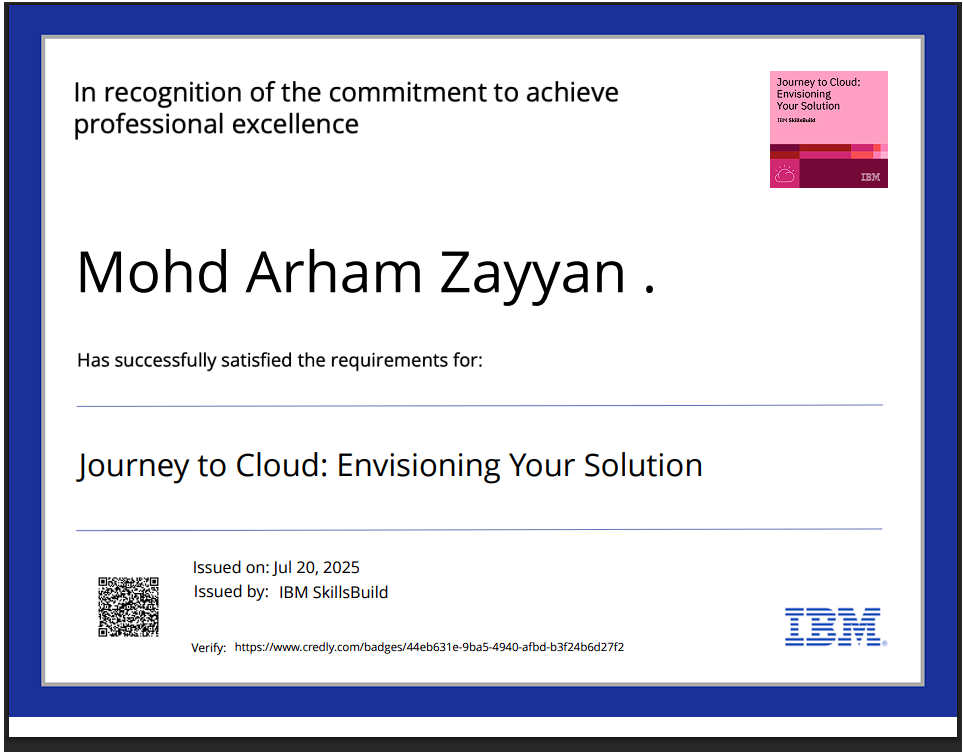 In recognition of the commitment to achieve
professional excellence
Journey to Cloud:
Envisioning
Your Solution
IBM SkillsBuild
IBM
Mohd Arham Zayyan .
Has successfully satisfied the requirements for:
Journey to Cloud: Envisioning Your Solution
Issued on: Jul 20, 2025
Issued by: IBM SkillsBuild
Verify: https://www.credly.com/badges/44eb631e-9ba5-4940-afbd-b3f24b6d27f2
IBM®